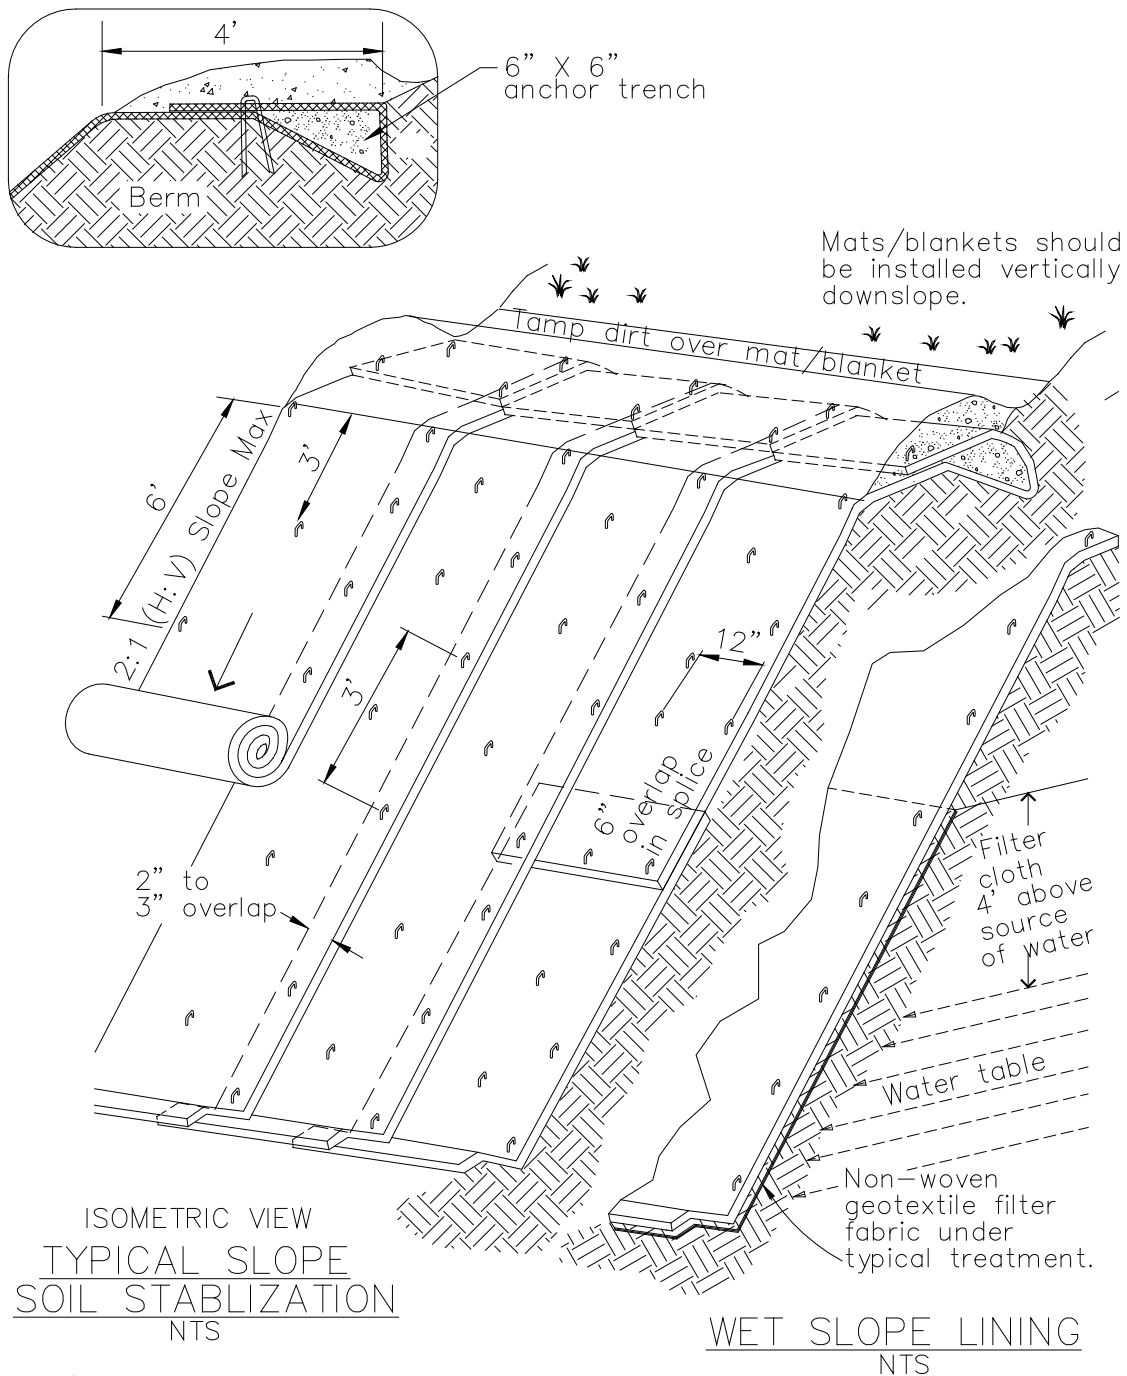 4'
6" X 6"
anchor trench
Berm
Mats/blankets should
be installed vertically
downslope.
Tamp dirt over mat/blanket
6'
2:1 (H:V) Slope Max
3'
3'
12"
6"
overlap
in splice
2" to
3" overlap
Filter
cloth
4' above
source
of water
Water table
Non-woven
geotextile filter
fabric under
typical treatment.
ISOMETRIC VIEW
TYPICAL SLOPE
SOIL STABLIZATION
NTS
WET SLOPE LINING
NTS